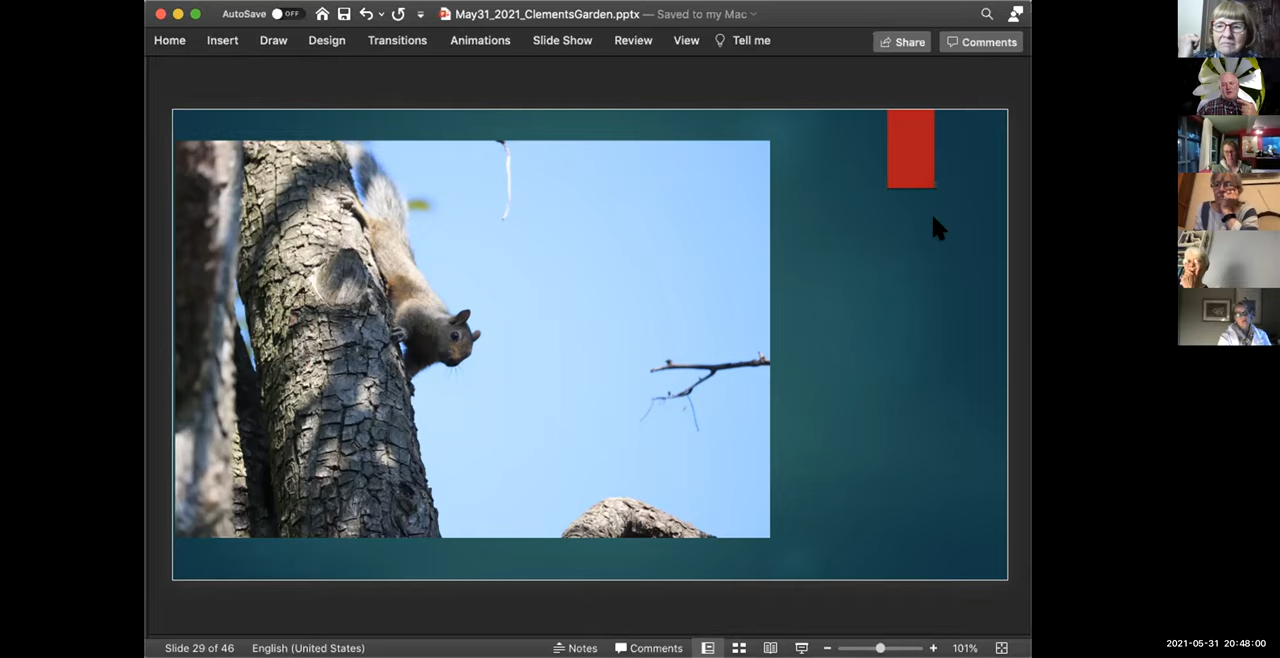 AutoSave OFF May31_2021_ClementsGarden.pptx — Saved to my Mac
Home Insert Draw Design Transitions Animations Slide Show Review View Tell me Share Comments
Slide 29 of 46 English (United States) Notes Comments 101%
2021-05-31 20:48:00